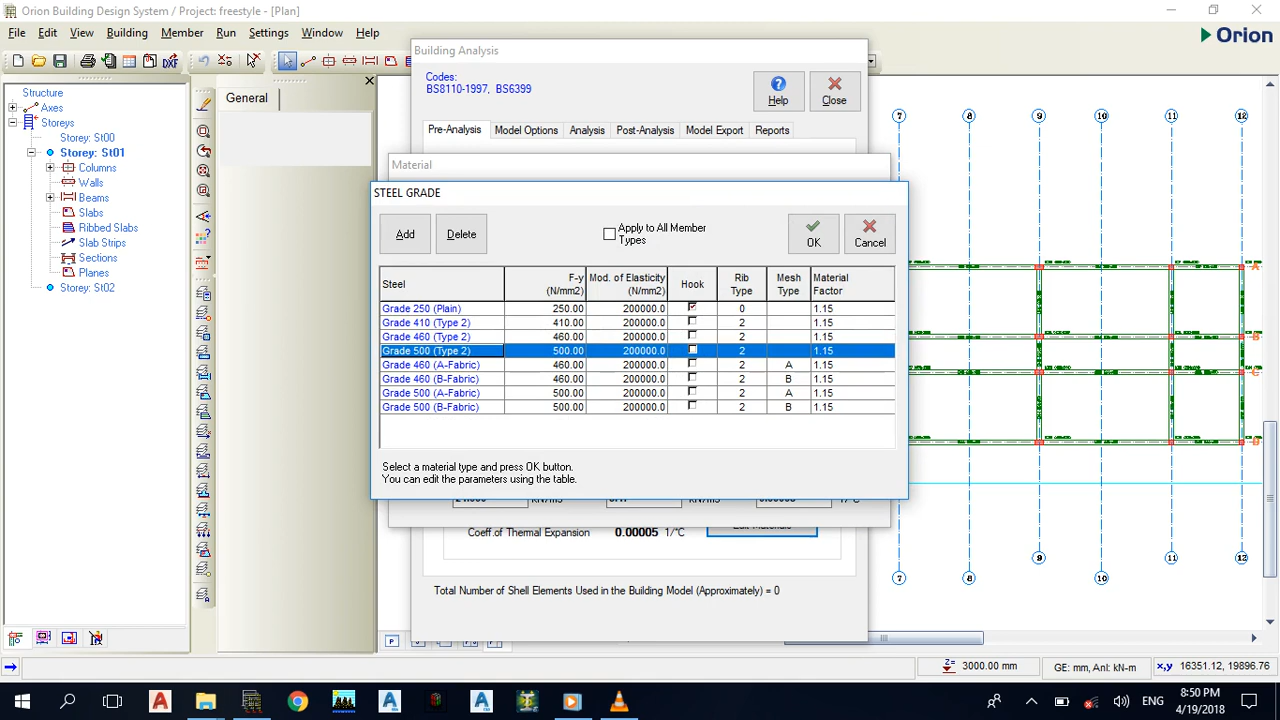 Orion Building Design System / Project: freestyle - [Plan]
File Edit View Building Member Run Settings Window Help
Orion
Structure
Axes
Storeys
Storey: St00
Storey: St01
Columns
Walls
Beams
Slabs
Ribbed Slabs
Slab Strips
Sections
Planes
Storey: St02
General
Building Analysis
Codes:
BS8110-1997, BS6399
Help
Close
Pre-Analysis Model Options Analysis Post-Analysis Model Export Reports
Material
STEEL GRADE
Add
Delete
Apply to All Member
Types
OK
Cancel
Steel F-y (N/mm2) Mod. of Elasticity (N/mm2) Hook Rib Type Mesh Type Material Factor
Grade 250 (Plain) 250.00 200000.0 0 1.15
Grade 410 (Type 2) 410.00 200000.0 2 1.15
Grade 460 (Type 2) 460.00 200000.0 2 1.15
Grade 500 (Type 2) 500.00 200000.0 2 1.15
Grade 460 (A-Fabric) 460.00 200000.0 2 A 1.15
Grade 460 (B-Fabric) 460.00 200000.0 2 B 1.15
Grade 500 (A-Fabric) 500.00 200000.0 2 A 1.15
Grade 500 (B-Fabric) 500.00 200000.0 2 B 1.15
Select a material type and press OK button.
You can edit the parameters using the table.
Coeff.of Thermal Expansion 0.00005 1/°C
Total Number of Shell Elements Used in the Building Model (Approximately) = 0
7 8 9 10 11 12
7 8 9 10 11 12
Z= 3000.00 mm
GE: mm, Anl: kN-m
x,y 16351.12, 19896.76
ENG
8:50 PM
4/19/2018